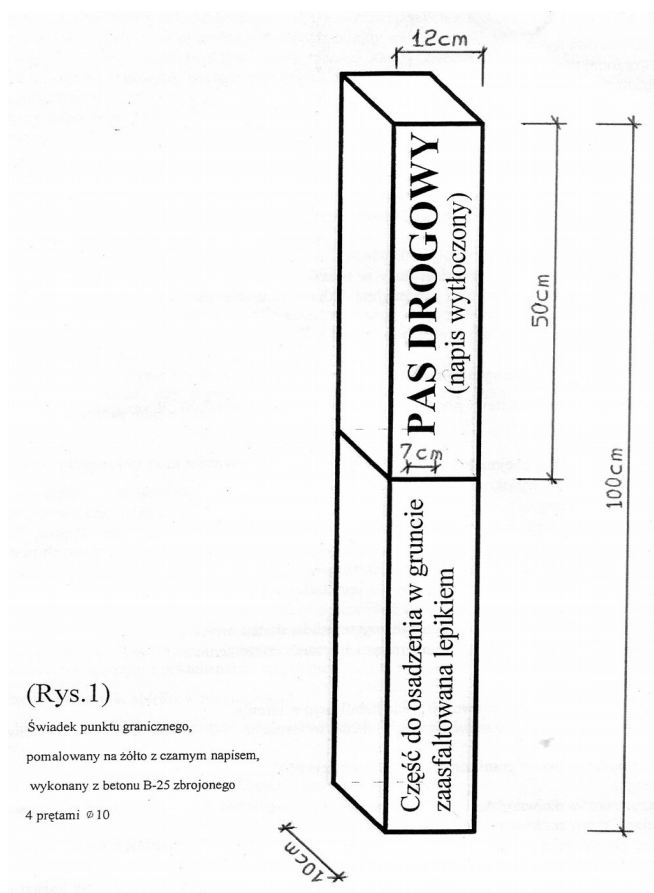 12cm
PAS DROGOWY
(napis wytłoczony)
50cm
100cm
7cm
Część do osadzenia w gruncie
zaasfaltowana lepikiem
(Rys.1)
Świadek punktu granicznego,
pomalowany na żółto z czarnym napisem,
wykonany z betonu B-25 zbrojonego
4 prętami ⌀10
10cm